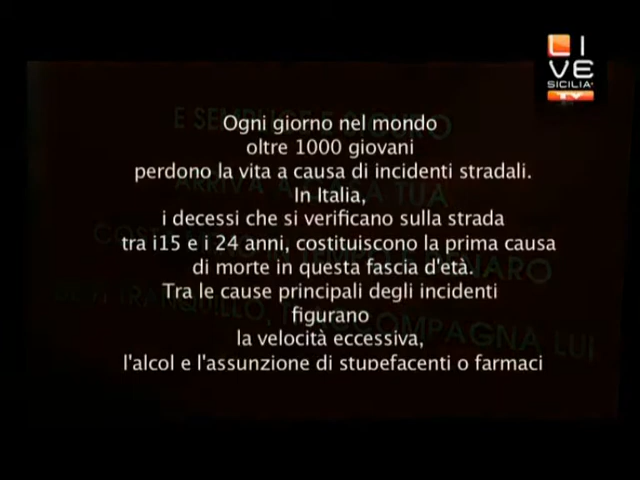 LIVE
SICILIA
TV
Ogni giorno nel mondo
oltre 1000 giovani
perdono la vita a causa di incidenti stradali.
In Italia,
i decessi che si verificano sulla strada
tra i15 e i 24 anni, costituiscono la prima causa
di morte in questa fascia d'età.
Tra le cause principali degli incidenti
figurano
la velocità eccessiva,
l'alcol e l'assunzione di stupefacenti o farmaci